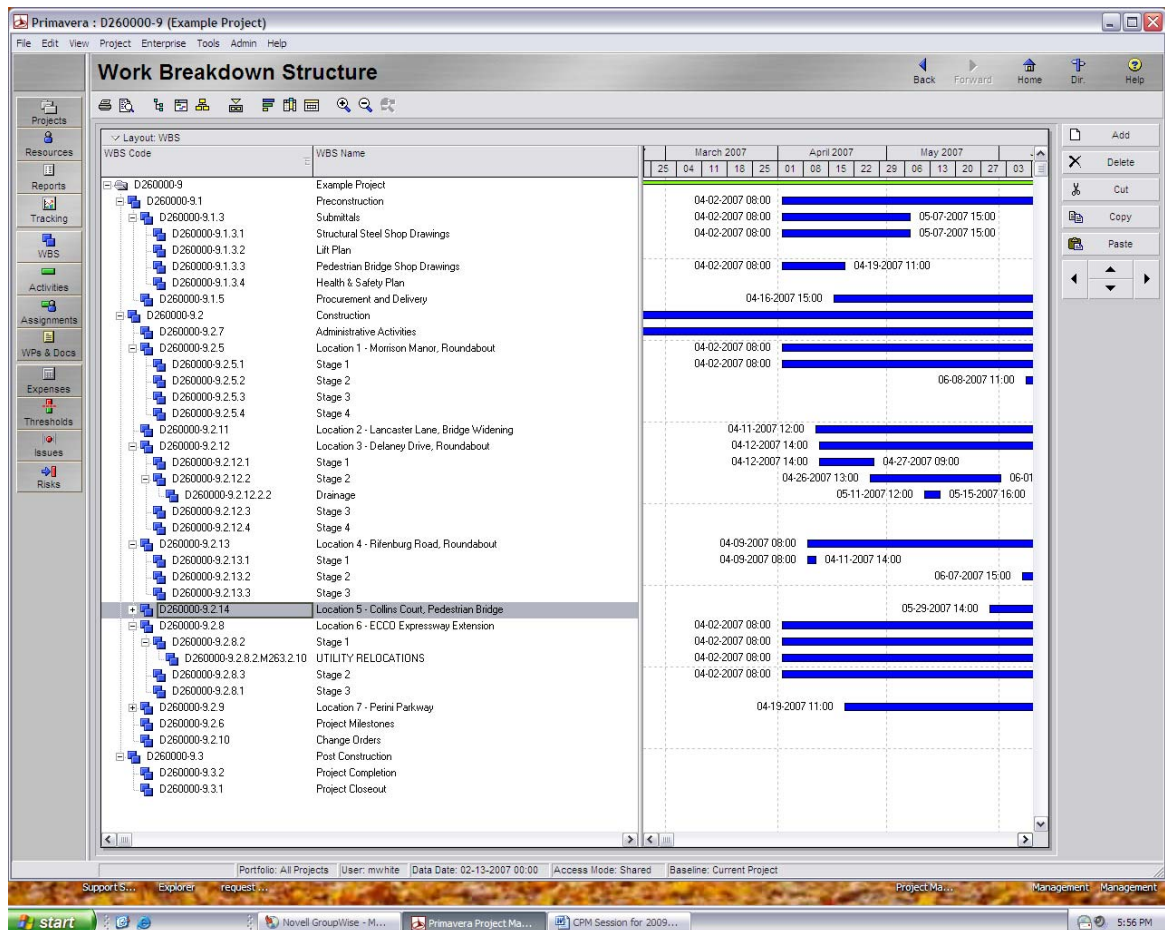 Primavera : D260000-9 (Example Project)
File Edit View Project Enterprise Tools Admin Help
Work Breakdown Structure
Back Forward Home Dir. Help
Projects
Resources
Reports
Tracking
WBS
Activities
Assignments
WPs & Docs
Expenses
Thresholds
Issues
Risks
Layout: WBS
WBS Code WBS Name
March 2007 April 2007 May 2007
25 04 11 18 25 01 08 15 22 29 06 13 20 27 03
D260000-9 Example Project
D260000-9.1 Preconstruction 04-02-2007 08:00
D260000-9.1.3 Submittals 04-02-2007 08:00 05-07-2007 15:00
D260000-9.1.3.1 Structural Steel Shop Drawings 04-02-2007 08:00 05-07-2007 15:00
D260000-9.1.3.2 Lift Plan
D260000-9.1.3.3 Pedestrian Bridge Shop Drawings 04-02-2007 08:00 04-19-2007 11:00
D260000-9.1.3.4 Health & Safety Plan
D260000-9.1.5 Procurement and Delivery 04-16-2007 15:00
D260000-9.2 Construction
D260000-9.2.7 Administrative Activities
D260000-9.2.5 Location 1 - Morrison Manor, Roundabout 04-02-2007 08:00
D260000-9.2.5.1 Stage 1 04-02-2007 08:00
D260000-9.2.5.2 Stage 2 06-08-2007 11:00
D260000-9.2.5.3 Stage 3
D260000-9.2.5.4 Stage 4
D260000-9.2.11 Location 2 - Lancaster Lane, Bridge Widening 04-11-2007 12:00
D260000-9.2.12 Location 3 - Delaney Drive, Roundabout 04-12-2007 14:00
D260000-9.2.12.1 Stage 1 04-12-2007 14:00 04-27-2007 09:00
D260000-9.2.12.2 Stage 2 04-26-2007 13:00 06-01
D260000-9.2.12.2.2 Drainage 05-11-2007 12:00 05-15-2007 16:00
D260000-9.2.12.3 Stage 3
D260000-9.2.12.4 Stage 4
D260000-9.2.13 Location 4 - Rifenburg Road, Roundabout 04-09-2007 08:00
D260000-9.2.13.1 Stage 1 04-09-2007 08:00 04-11-2007 14:00
D260000-9.2.13.2 Stage 2 06-07-2007 15:00
D260000-9.2.13.3 Stage 3
D260000-9.2.14 Location 5 - Collins Court, Pedestrian Bridge 05-29-2007 14:00
D260000-9.2.8 Location 6 - ECCO Expressway Extension 04-02-2007 08:00
D260000-9.2.8.2 Stage 1 04-02-2007 08:00
D260000-9.2.8.2.M263.2.10 UTILITY RELOCATIONS 04-02-2007 08:00
D260000-9.2.8.3 Stage 2 04-02-2007 08:00
D260000-9.2.8.1 Stage 3
D260000-9.2.9 Location 7 - Perini Parkway 04-19-2007 11:00
D260000-9.2.6 Project Milestones
D260000-9.2.10 Change Orders
D260000-9.3 Post Construction
D260000-9.3.2 Project Completion
D260000-9.3.1 Project Closeout
Add
Delete
Cut
Copy
Paste
Portfolio: All Projects User: mwhite Data Date: 02-13-2007 00:00 Access Mode: Shared Baseline: Current Project
Support S... Explorer request ... Project Ma... Management Management
start Novell GroupWise - M... Primavera Project Ma... CPM Session for 2009... 5:56 PM